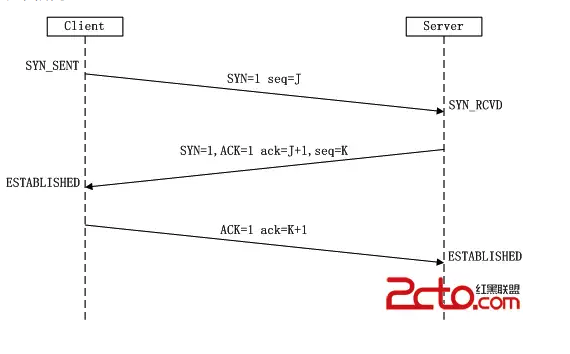 Client
Server
SYN_SENT
SYN=1 seq=J
SYN_RCVD
SYN=1,ACK=1 ack=J+1,seq=K
ESTABLISHED
ACK=1 ack=K+1
ESTABLISHED
2cto 红黑联盟
.com